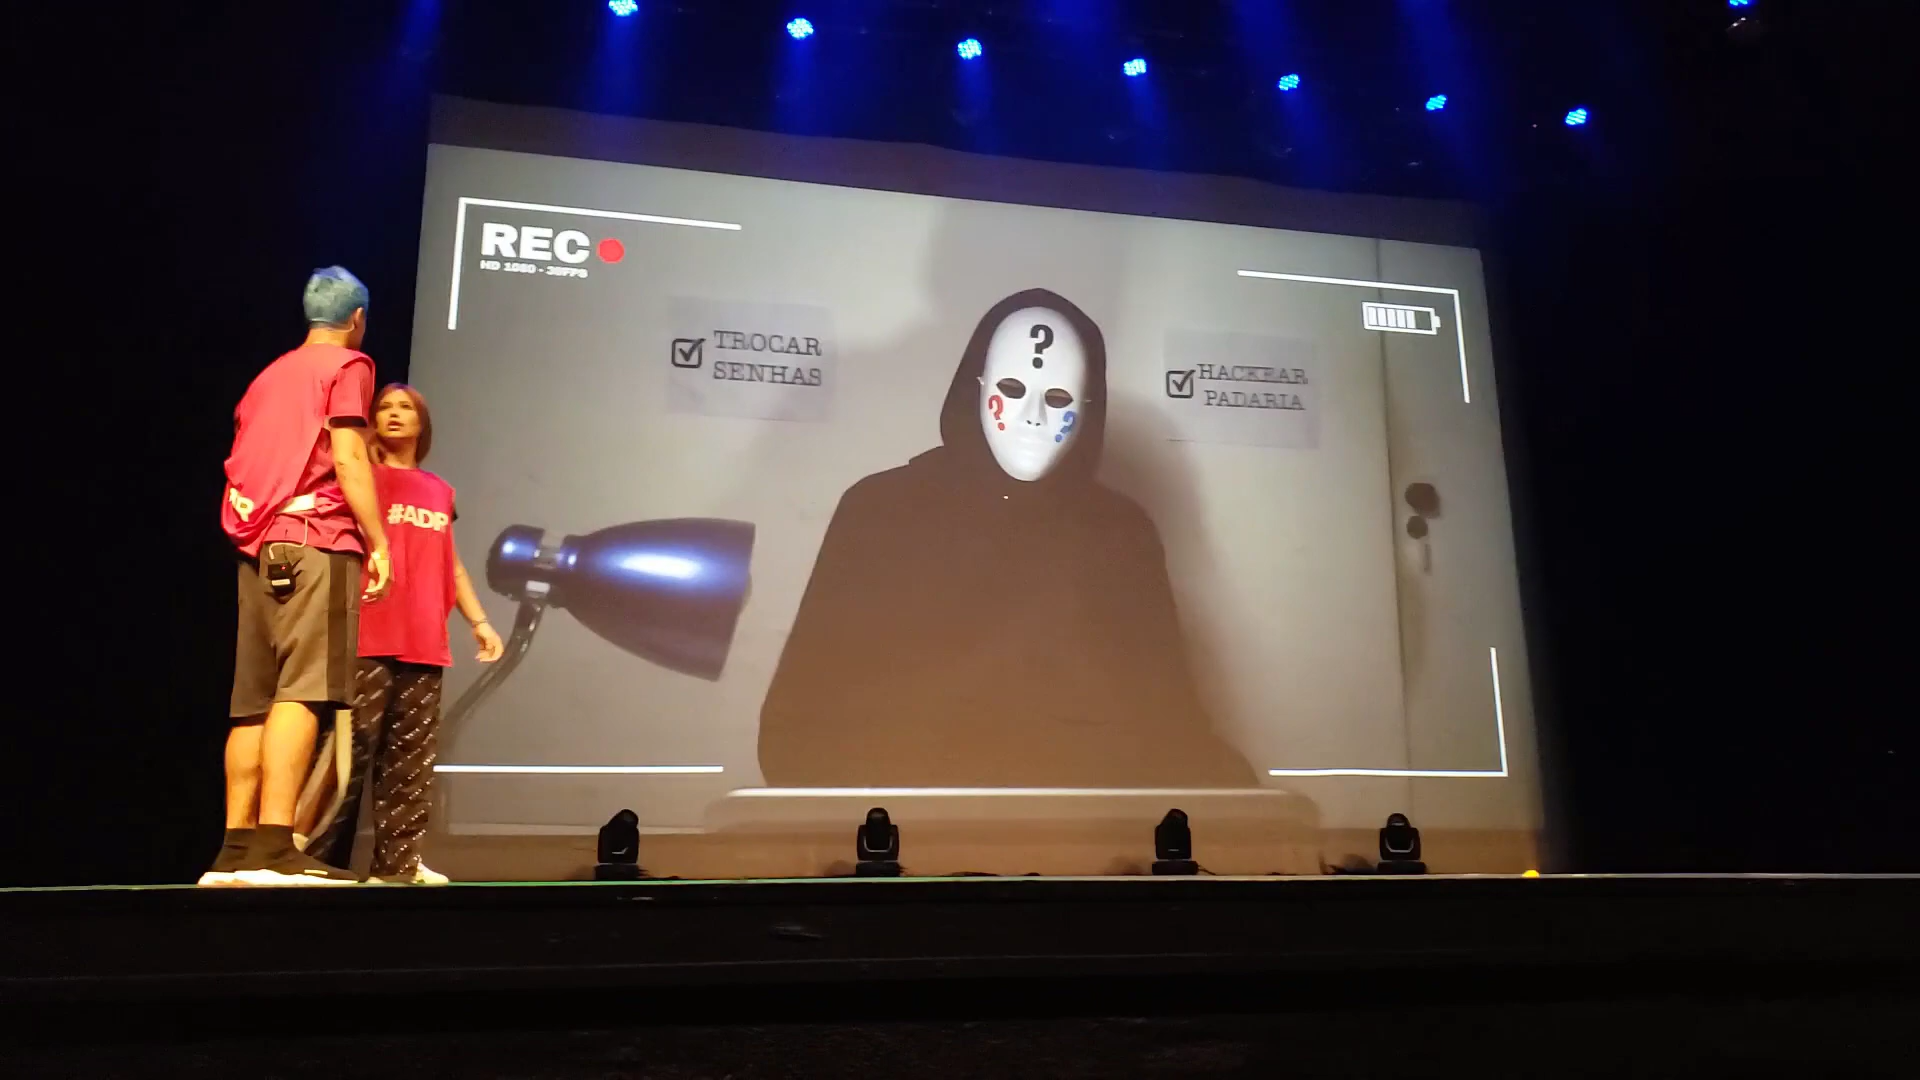 REC
HD 1080 - 30FPS
TROCAR
SENHAS
HACKEAR
PADARIA
?
?
?
#ADP